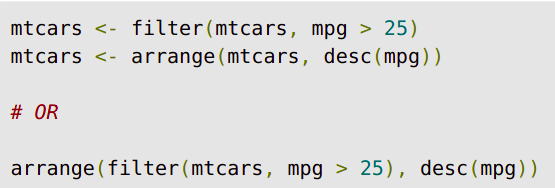 mtcars <- filter(mtcars, mpg > 25)
mtcars <- arrange(mtcars, desc(mpg))
# OR
arrange(filter(mtcars, mpg > 25), desc(mpg))